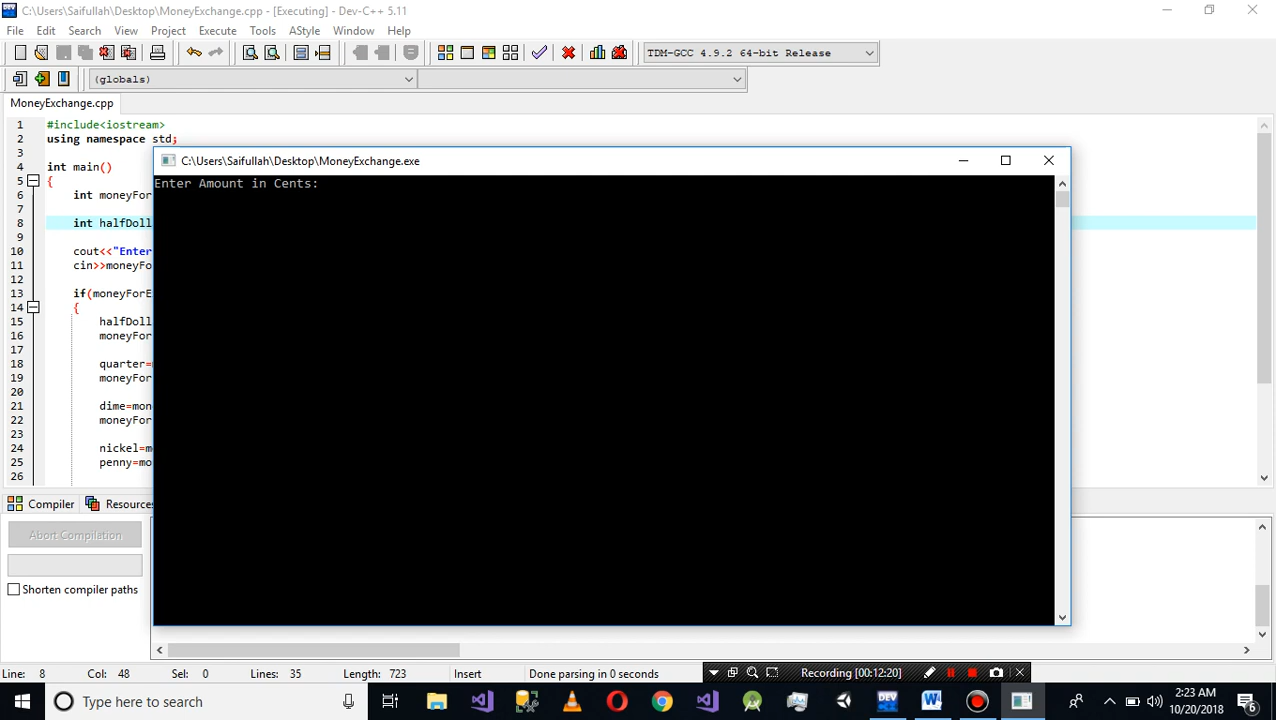 C:\Users\Saifullah\Desktop\MoneyExchange.cpp - [Executing] - Dev-C++ 5.11
File Edit Search View Project Execute Tools AStyle Window Help
TDM-GCC 4.9.2 64-bit Release
(globals)
MoneyExchange.cpp
1 #include<iostream>
2 using namespace std;
3
4 int main()
5 {
6 int moneyFor
7
8 int halfDoll
9
10 cout<<"Enter
11 cin>>moneyFo
12
13 if(moneyForE
14 {
15 halfDoll
16 moneyFor
17
18 quarter=
19 moneyFor
20
21 dime=mon
22 moneyFor
23
24 nickel=m
25 penny=mo
26
C:\Users\Saifullah\Desktop\MoneyExchange.exe
Enter Amount in Cents:
Compiler Resources
Abort Compilation
Shorten compiler paths
Line: 8 Col: 48 Sel: 0 Lines: 35 Length: 723 Insert Done parsing in 0 seconds
Recording [00:12:20]
Type here to search
2:23 AM
10/20/2018
6